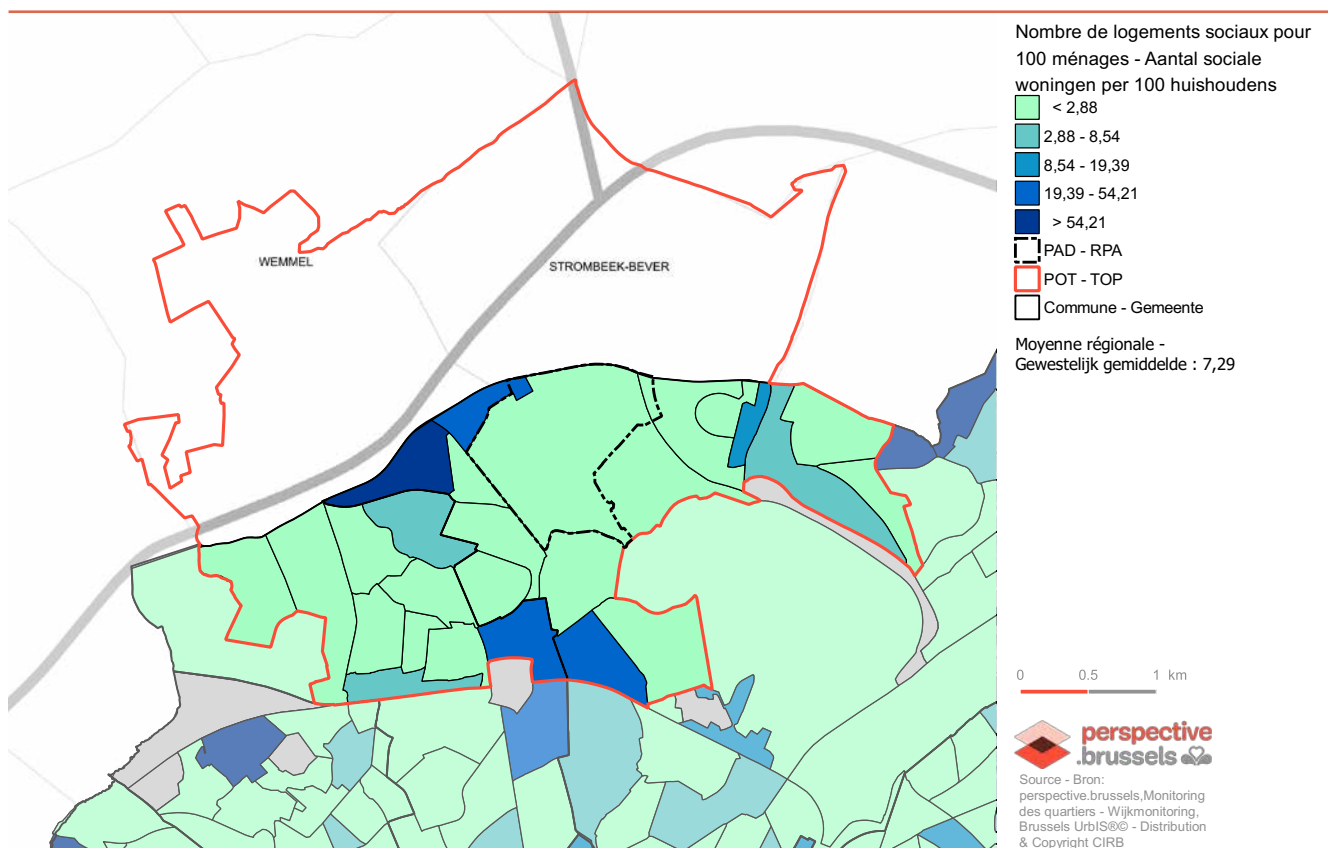 Nombre de logements sociaux pour
100 ménages - Aantal sociale
woningen per 100 huishoudens
< 2,88
2,88 - 8,54
8,54 - 19,39
19,39 - 54,21
> 54,21
PAD - RPA
POT - TOP
Commune - Gemeente
Moyenne régionale -
Gewestelijk gemiddelde : 7,29
WEMMEL
STROMBEEK-BEVER
0 0.5 1 km
perspective
.brussels
Source - Bron:
perspective.brussels,Monitoring
des quartiers - Wijkmonitoring,
Brussels UrbIS®© - Distribution
& Copyright CIRB